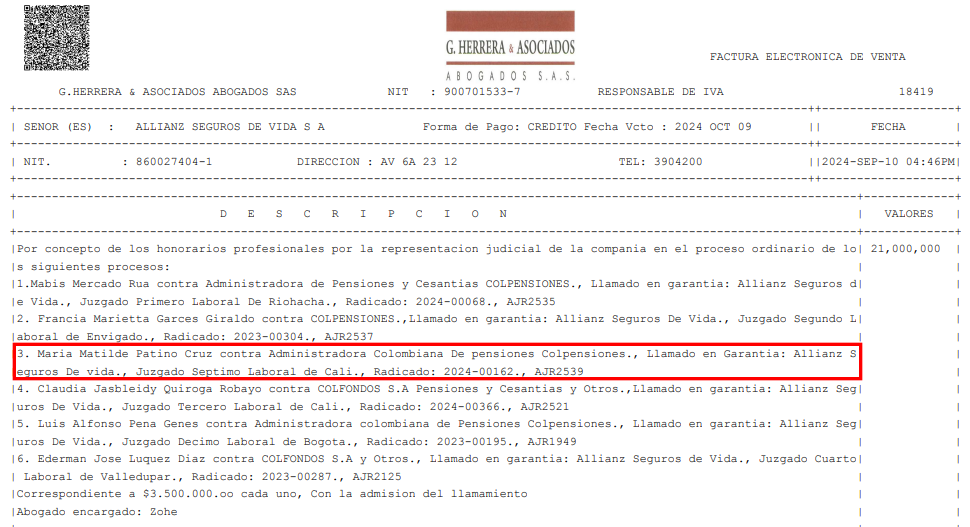 G. HERRERA & ASOCIADOS
ABOGADOS S.A.S.
FACTURA ELECTRONICA DE VENTA
G.HERRERA & ASOCIADOS ABOGADOS SAS NIT : 900701533-7 RESPONSABLE DE IVA 18419
SENOR (ES) : ALLIANZ SEGUROS DE VIDA S A Forma de Pago: CREDITO Fecha Vcto : 2024 OCT 09 || FECHA |
| NIT. : 860027404-1 DIRECCION : AV 6A 23 12 TEL: 3904200 ||2024-SEP-10 04:46PM|
| D E S C R I P C I O N | VALORES |
|Por concepto de los honorarios profesionales por la representacion judicial de la compania en el proceso ordinario de lo| 21,000,000 |
|s siguientes procesos: | |
|1.Mabis Mercado Rua contra Administradora de Pensiones y Cesantias COLPENSIONES., Llamado en garantia: Allianz Seguros d| |
|e Vida., Juzgado Primero Laboral De Riohacha., Radicado: 2024-00068., AJR2535 | |
|2. Francia Marietta Garces Giraldo contra COLPENSIONES.,Llamado en garantia: Allianz Seguros De Vida., Juzgado Segundo L| |
|aboral de Envigado., Radicado: 2023-00304., AJR2537 | |
|3. Maria Matilde Patino Cruz contra Administradora Colombiana De pensiones Colpensiones., Llamado en Garantia: Allianz S| |
|eguros De vida., Juzgado Septimo Laboral de Cali., Radicado: 2024-00162., AJR2539 | |
|4. Claudia Jasbleidy Quiroga Robayo contra COLFONDOS S.A Pensiones y Cesantias y Otros.,Llamado en garantia: Allianz Seg| |
|uros De Vida., Juzgado Tercero Laboral de Cali., Radicado: 2024-00366., AJR2521 | |
|5. Luis Alfonso Pena Genes contra Administradora colombiana de Pensiones Colpensiones., Llamado en garantia: Allianz Seg| |
|uros De Vida., Juzgado Decimo Laboral de Bogota., Radicado: 2023-00195., AJR1949 | |
|6. Ederman Jose Luquez Diaz contra COLFONDOS S.A y Otros., Llamado en garantia: Allianz Seguros de Vida., Juzgado Cuarto| |
| Laboral de Valledupar., Radicado: 2023-00287., AJR2125 | |
|Correspondiente a $3.500.000.oo cada uno, Con la admision del llamamiento | |
|Abogado encargado: Zohe | |